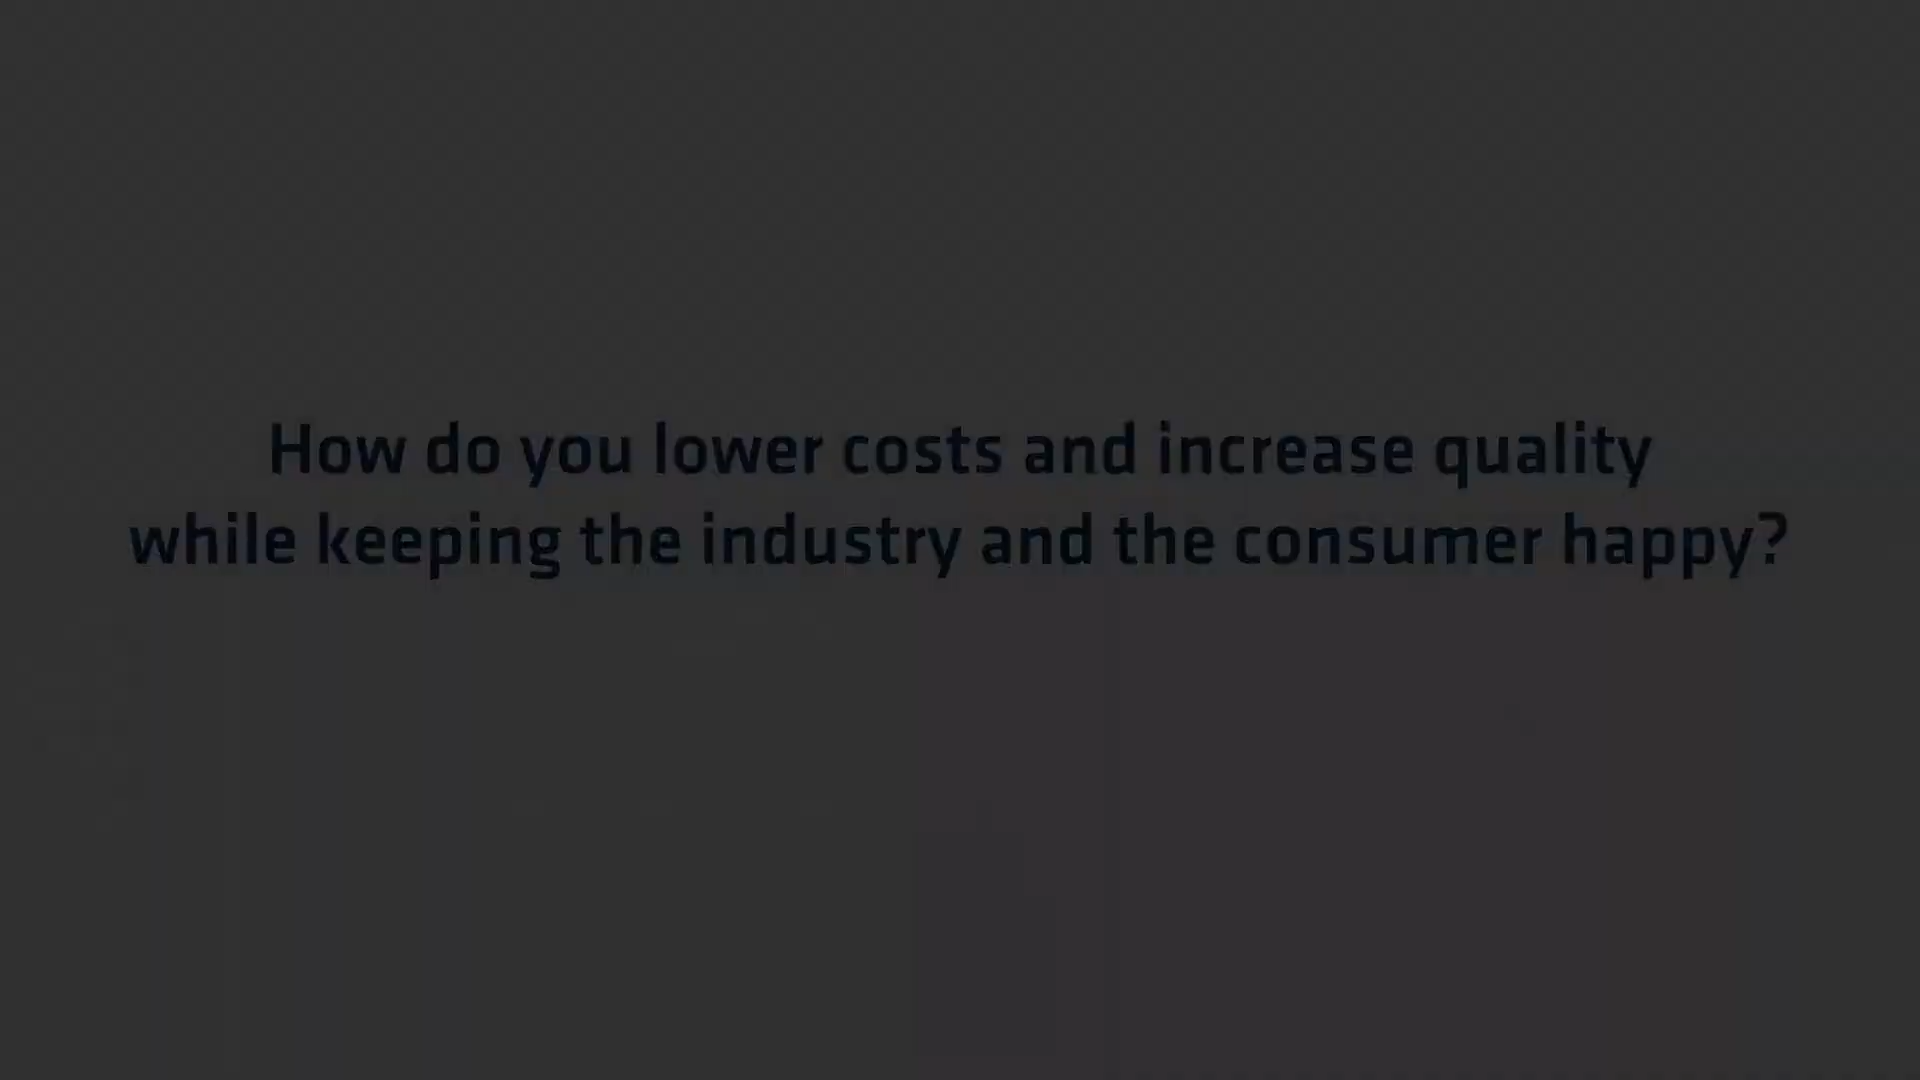 How do you lower costs and increase quality
while keeping the industry and the consumer happy?